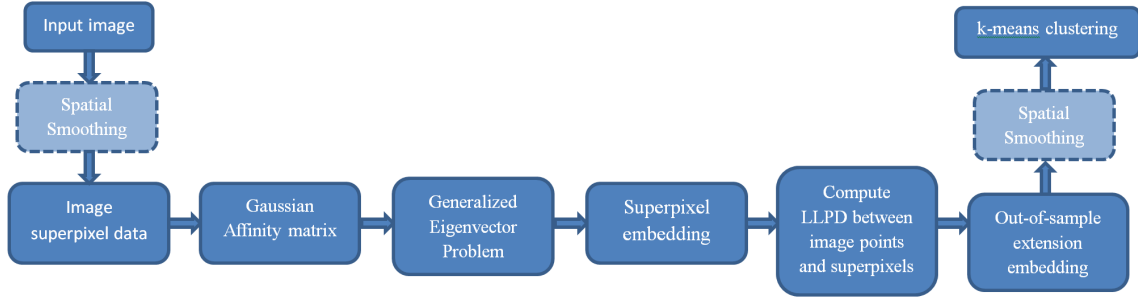 Input image
Spatial
Smoothing
Image
superpixel data
Gaussian
Affinity matrix
Generalized
Eigenvector
Problem
Superpixel
embedding
Compute
LLPD between
image points
and superpixels
Out-of-sample
extension
embedding
Spatial
Smoothing
k-means clustering